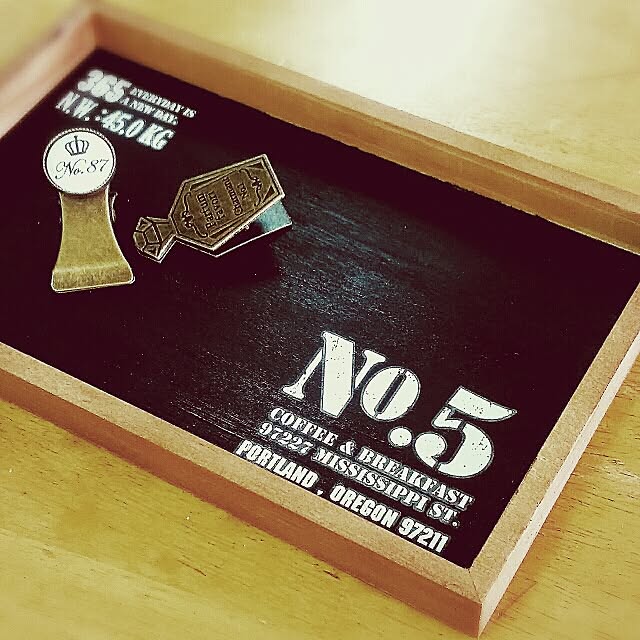 365 EVERYDAY IS
A NEW DAY.
N.W. :45.0 KG
No. 87
No.5
COFFEE & BREAKFAST
97227 MISSISSIPPI ST.
PORTLAND , OREGON 97211